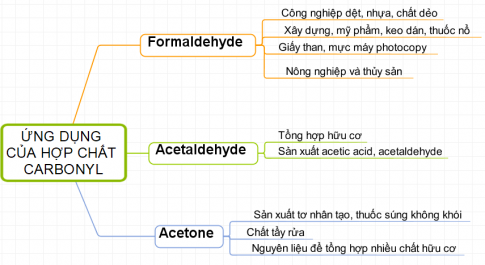 ỨNG DỤNG
CỦA HỢP CHẤT
CARBONYL
Formaldehyde
Công nghiệp dệt, nhựa, chất dẻo
Xây dựng, mỹ phẩm, keo dán, thuốc nổ
Giấy than, mực máy photocopy
Nông nghiệp và thủy sản
Acetaldehyde
Tổng hợp hữu cơ
Sản xuất acetic acid, acetaldehyde
Acetone
Sản xuất tơ nhân tạo, thuốc súng không khói
Chất tẩy rửa
Nguyên liệu để tổng hợp nhiều chất hữu cơ